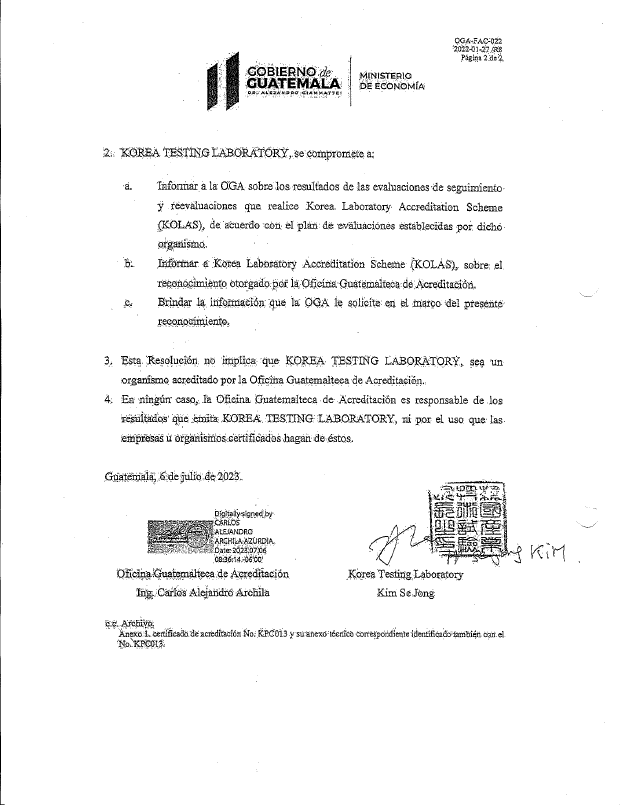 OGA-FAC-022
2022-01-27 /R8
Página 2 de 2
GOBIERNO de
GUATEMALA
DR. ALEJANDRO GIAMMATTEI
MINISTERIO
DE ECONOMÍA
2. KOREA TESTING LABORATORY, se compromete a:
a. Informar a la OGA sobre los resultados de las evaluaciones de seguimiento
y reevaluaciones que realice Korea Laboratory Accreditation Scheme
(KOLAS), de acuerdo con el plan de evaluaciones establecidas por dicho
organismo.
b. Informar a Korea Laboratory Accreditation Scheme (KOLAS), sobre el
reconocimiento otorgado por la Oficina Guatemalteca de Acreditación.
c. Brindar la información que la OGA le solicite en el marco del presente
reconocimiento.
3. Esta Resolución no implica que KOREA TESTING LABORATORY, sea un
organismo acreditado por la Oficina Guatemalteca de Acreditación.
4. En ningún caso, la Oficina Guatemalteca de Acreditación es responsable de los
resultados que emita KOREA TESTING LABORATORY, ni por el uso que las
empresas u organismos certificados hagan de éstos.
Guatemala, 6 de julio de 2023.
Digitally signed by
CARLOS
ALEJANDRO
ARCHILA AZURDIA
Date: 2023.07.06
08:36:14 -06'00'
Kim
Oficina Guatemalteca de Acreditación
Ing. Carlos Alejandro Archila
Korea Testing Laboratory
Kim Se Jong
c.c. Archivo.
Anexo 1. certificado de acreditación No. KPC013 y su anexo técnico correspondiente identificado también con el
No. KPC013.